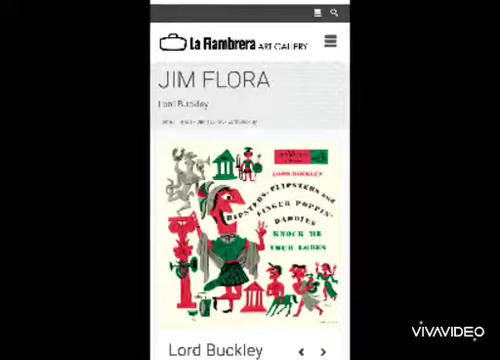 La Fiambrera ART GALLERY
JIM FLORA
Lord Buckley
LORD BUCKLEY
HIPSTERS, FLIPSTERS and
FINGER POPPIN'
DADDIES
KNOCK ME
YOUR LOBES
Lord Buckley
VIVAVIDEO